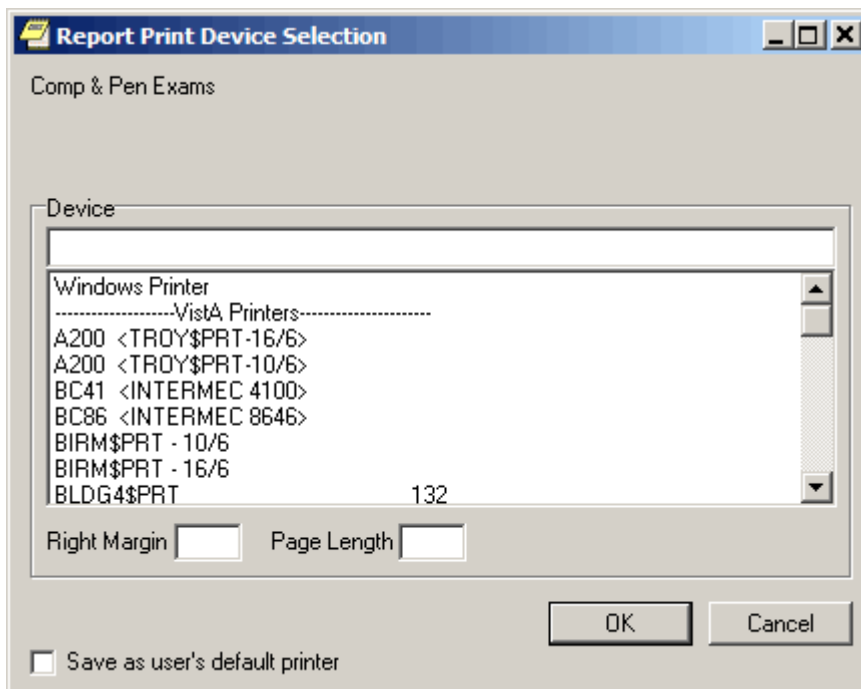 Report Print Device Selection
Comp & Pen Exams
Device
Windows Printer
--------------------VistA Printers----------------------
A200 <TROY$PRT-16/6>
A200 <TROY$PRT-10/6>
BC41 <INTERMEC 4100>
BC86 <INTERMEC 8646>
BIRM$PRT - 10/6
BIRM$PRT - 16/6
BLDG4$PRT 132
Right Margin Page Length
OK Cancel
Save as user's default printer